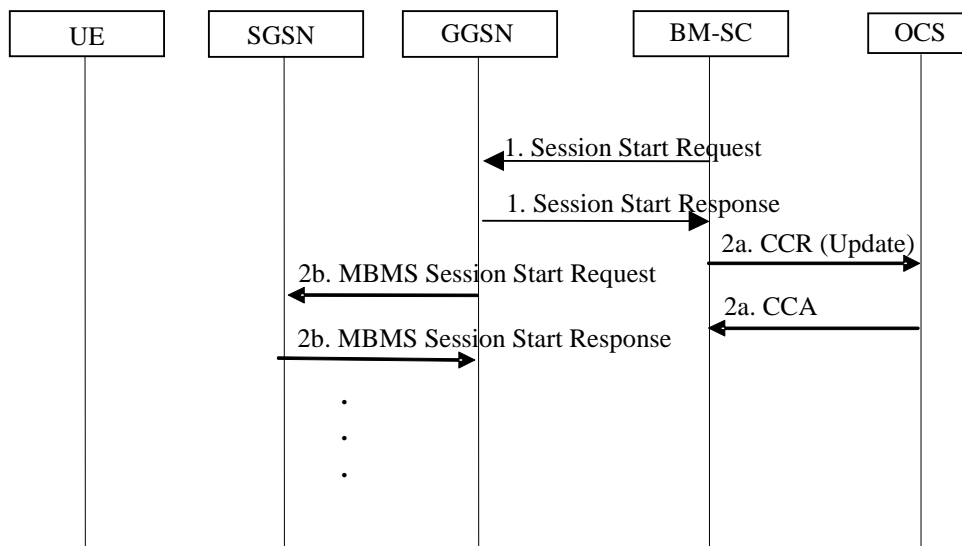 UE
SGSN
GGSN
BM-SC
OCS
1. Session Start Request
1. Session Start Response
2a. CCR (Update)
2b. MBMS Session Start Request
2a. CCA
2b. MBMS Session Start Response
.
.
.